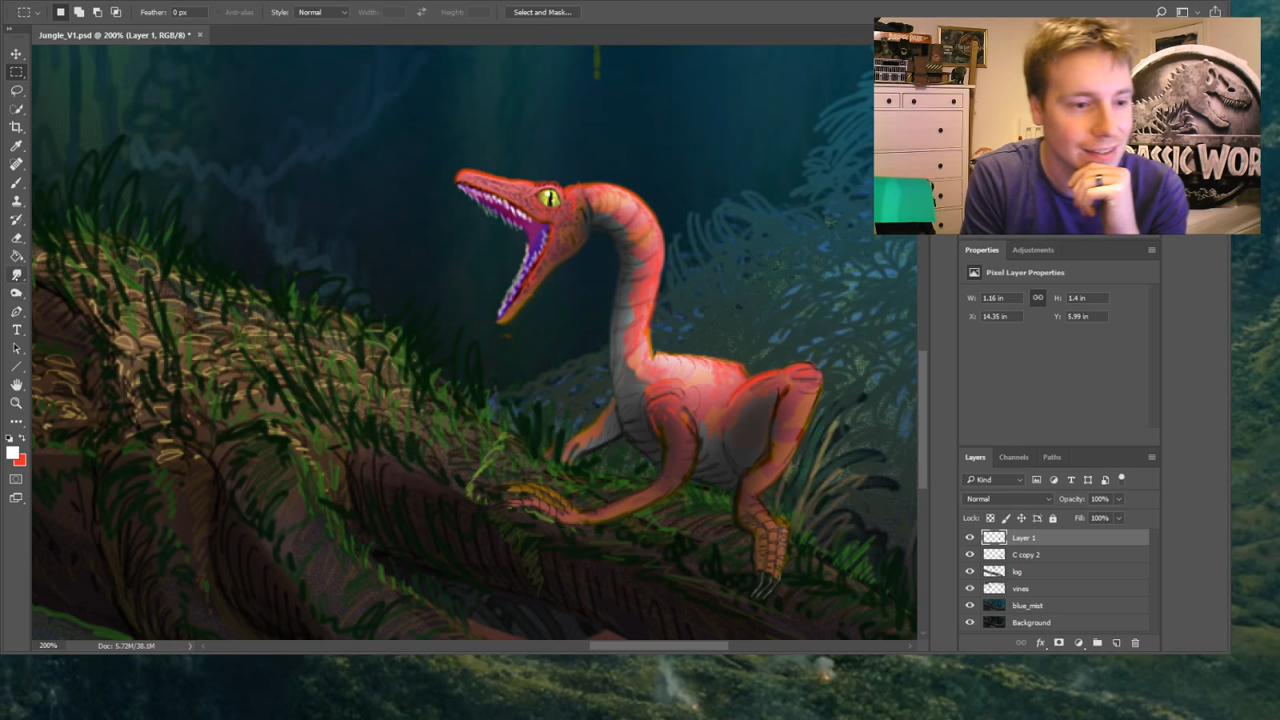 Feather: 0 px Anti-alias Style: Normal Width: Height: Select and Mask...
Jungle_V1.psd @ 200% (Layer 1, RGB/8) *
JURASSIC WORL
Properties Adjustments
Pixel Layer Properties
W: 1.16 in H: 1.4 in
X: 14.35 in Y: 5.99 in
Layers Channels Paths
Kind
Normal Opacity: 100%
Lock: Fill: 100%
Layer 1
C copy 2
log
vines
blue_mist
Background
fx
200% Doc: 5.72M/38.1M